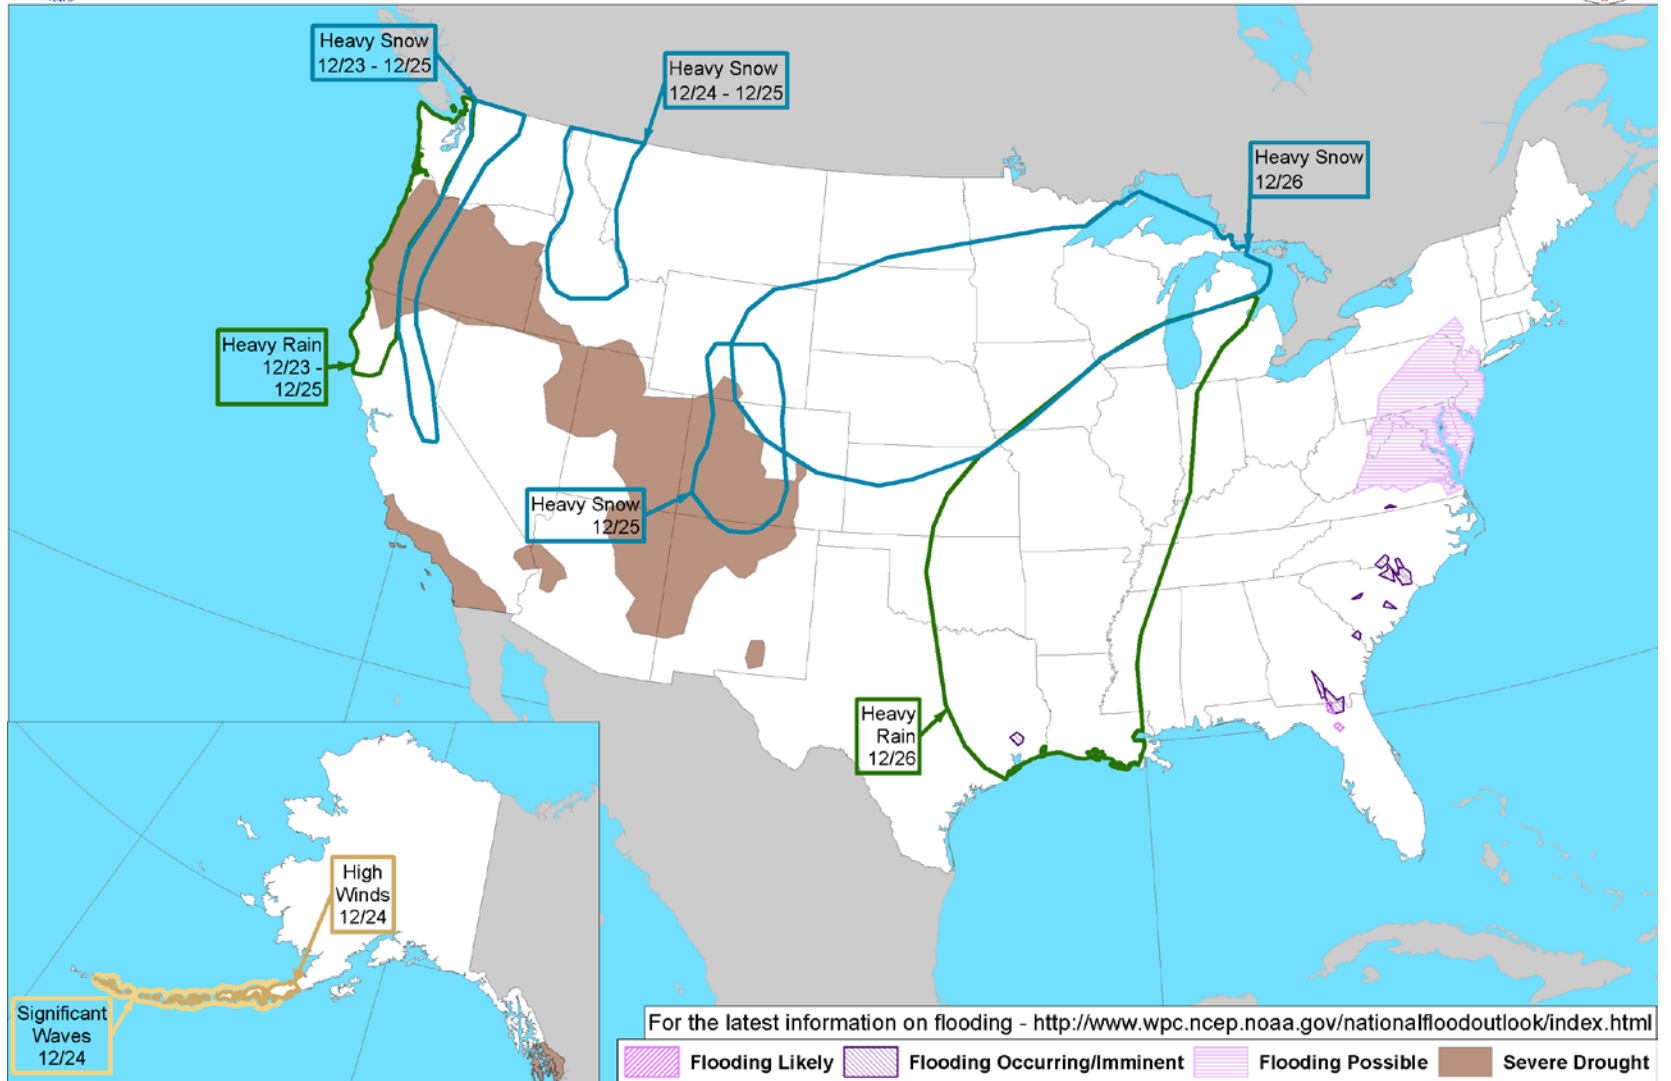 Heavy Snow
12/23 - 12/25
Heavy Snow
12/24 - 12/25
Heavy Snow
12/26
Heavy Rain
12/23 -
12/25
Heavy Snow
12/25
Heavy
Rain
12/26
High
Winds
12/24
Significant
Waves
12/24
For the latest information on flooding - http://www.wpc.ncep.noaa.gov/nationalfloodoutlook/index.html
Flooding Likely
Flooding Occurring/Imminent
Flooding Possible
Severe Drought